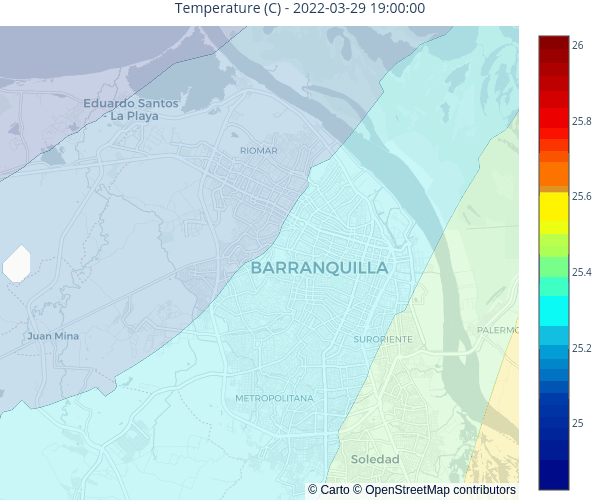 Temperature (C) - 2022-03-29 19:00:00
26
Eduardo Santos
- La Playa
25.8
RIOMAR
25.6
BARRANQUILLA
25.4
Juan Mina
SURORIENTE
PALERMO
25.2
METROPOLITANA
25
Soledad
© Carto © OpenStreetMap contributors